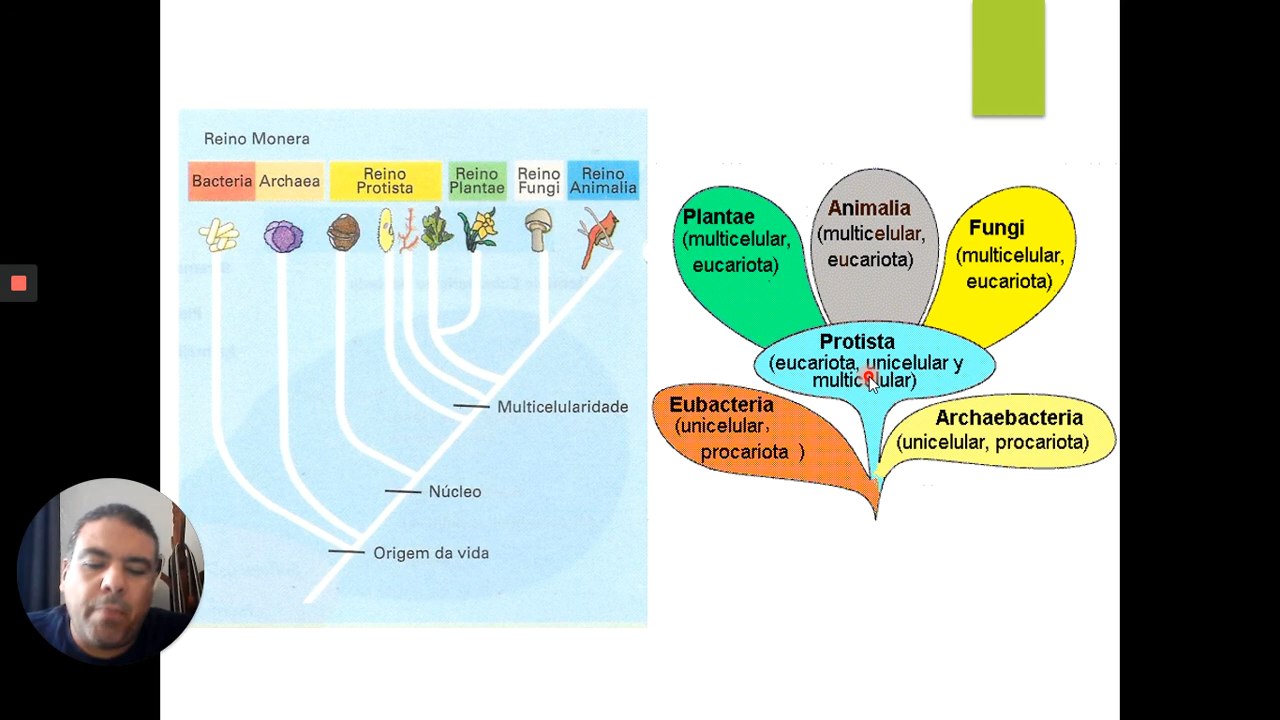 Reino Monera
Bacteria
Archaea
Reino
Protista
Reino
Plantae
Reino
Fungi
Reino
Animalia
Multicelularidade
Núcleo
Origem da vida
Plantae
(multicelular,
eucariota)
Animalia
(multicelular,
eucariota)
Fungi
(multicelular,
eucariota)
Protista
(eucariota, unicelular y
multicelular)
Eubacteria
(unicelular,
procariota )
Archaebacteria
(unicelular, procariota)